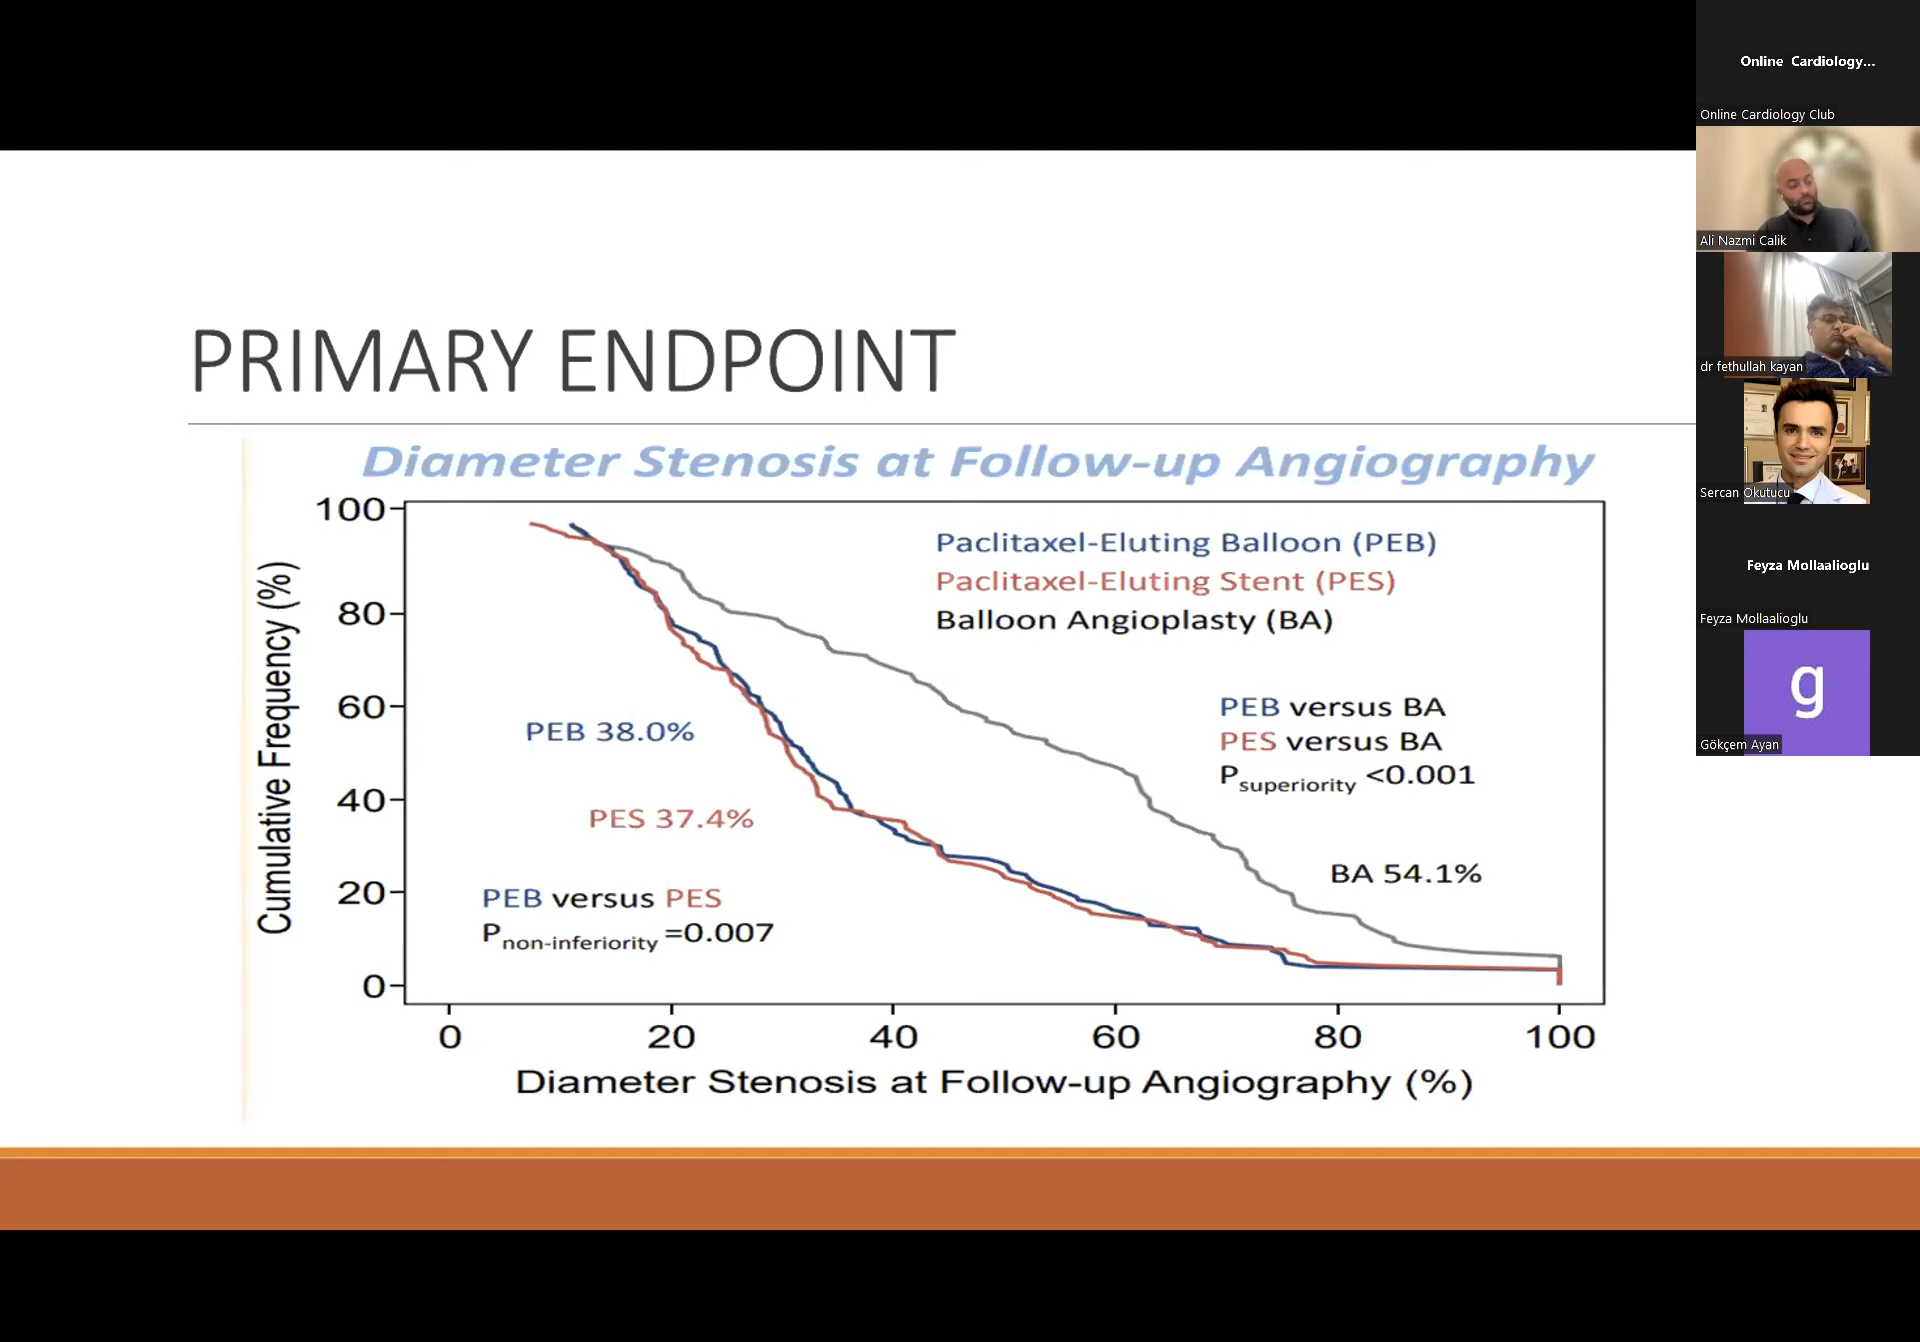 PRIMARY ENDPOINT
Diameter Stenosis at Follow-up Angiography
Cumulative Frequency (%)
100
80
60
40
20
0
Paclitaxel-Eluting Balloon (PEB)
Paclitaxel-Eluting Stent (PES)
Balloon Angioplasty (BA)
PEB versus BA
PES versus BA
Psuperiority <0.001
PEB 38.0%
PES 37.4%
BA 54.1%
PEB versus PES
Pnon-inferiority =0.007
0 20 40 60 80 100
Diameter Stenosis at Follow-up Angiography (%)
Online Cardiology...
Online Cardiology Club
Ali Nazmi Calik
dr fethullah kayan
Sercan Okutucu
Feyza Mollaalioglu
Feyza Mollaalioglu
g
Gökçem Ayan